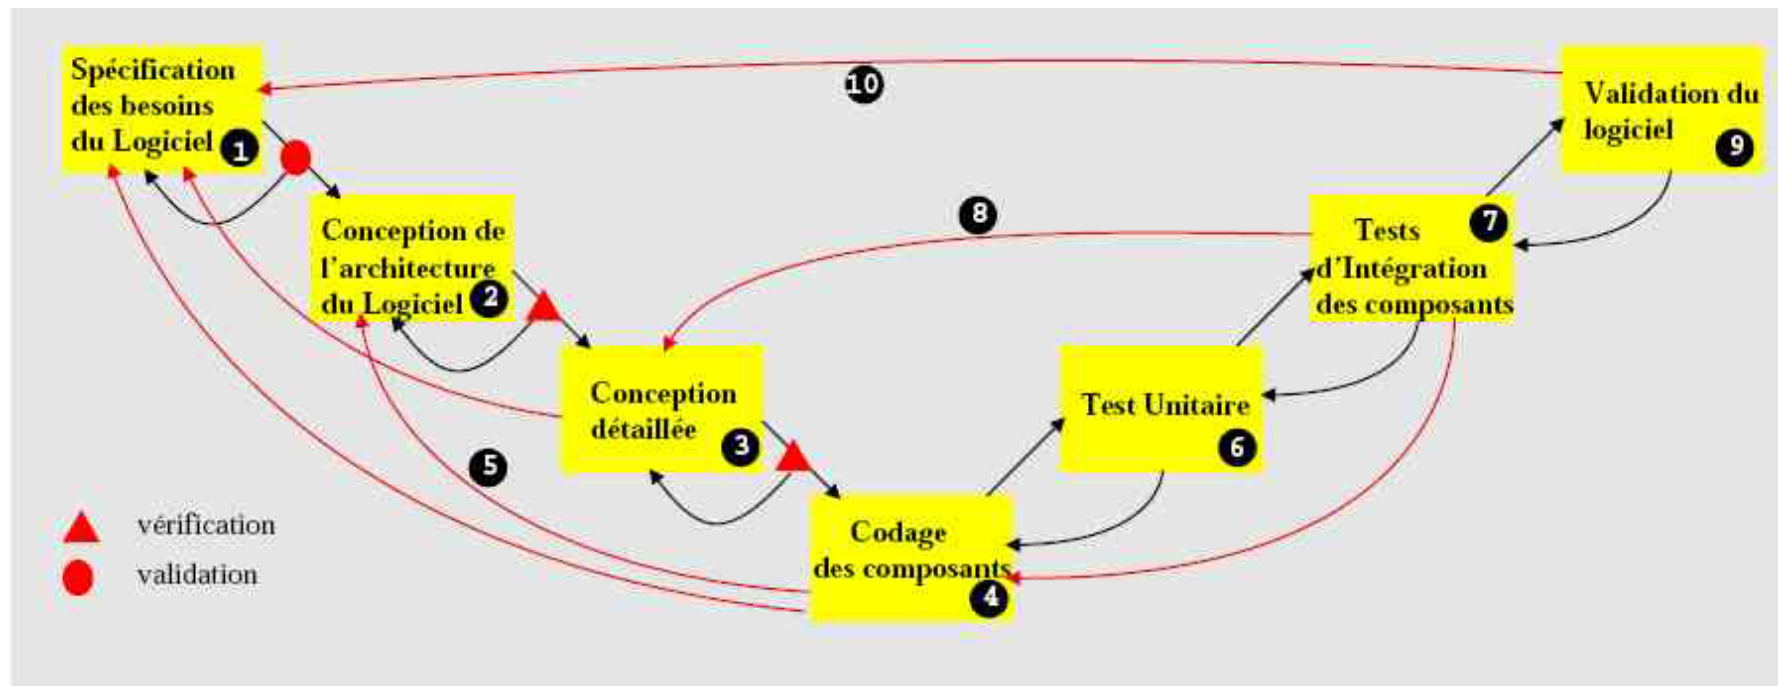 Spécification
des besoins
du Logiciel 1
10
Validation du
logiciel
9
Conception de
l'architecture
du Logiciel 2
8
7
Tests
d'Intégration
des composants
Conception
détaillée
3
Test Unitaire
6
5
Codage
des composants
4
vérification
validation